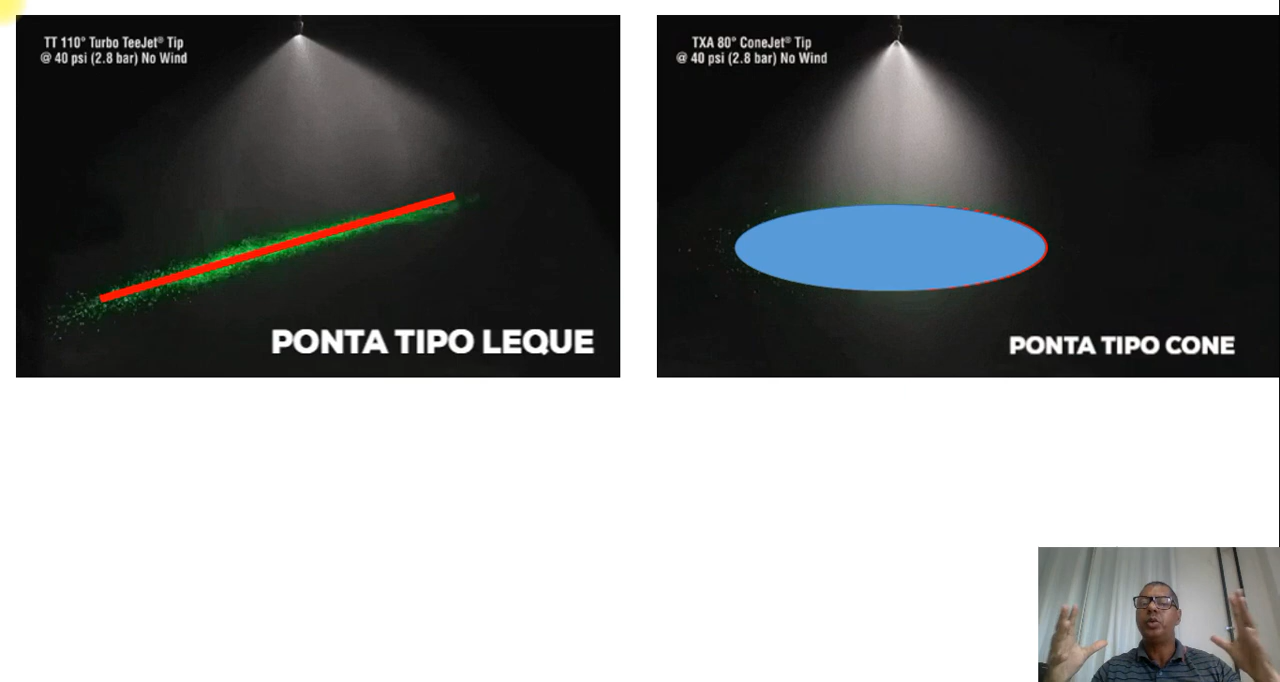 TT 110° Turbo TeeJet® Tip
@ 40 psi (2.8 bar) No Wind
PONTA TIPO LEQUE
TXA 80° ConeJet® Tip
@ 40 psi (2.8 bar) No Wind
PONTA TIPO CONE